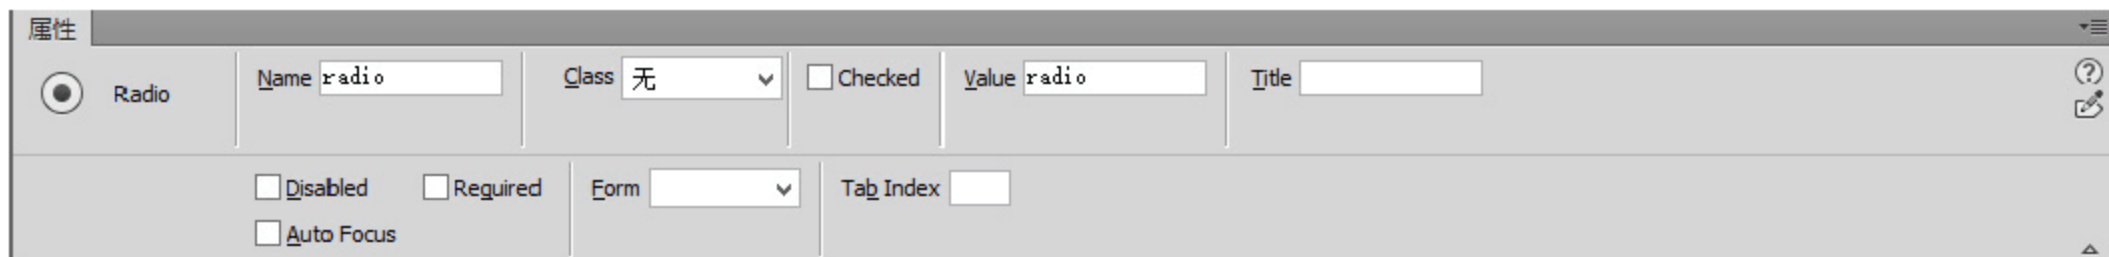 属性
Radio Name radio Class 无 Checked Value radio Title
Disabled Required Form Tab Index
Auto Focus